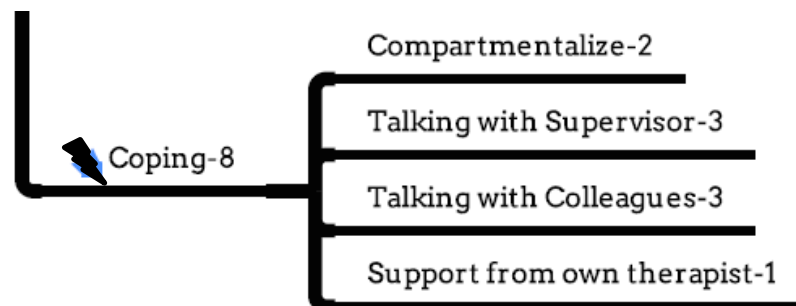 Compartmentalize-2
Talking with Supervisor-3
Coping-8
Talking with Colleagues-3
Support from own therapist-1